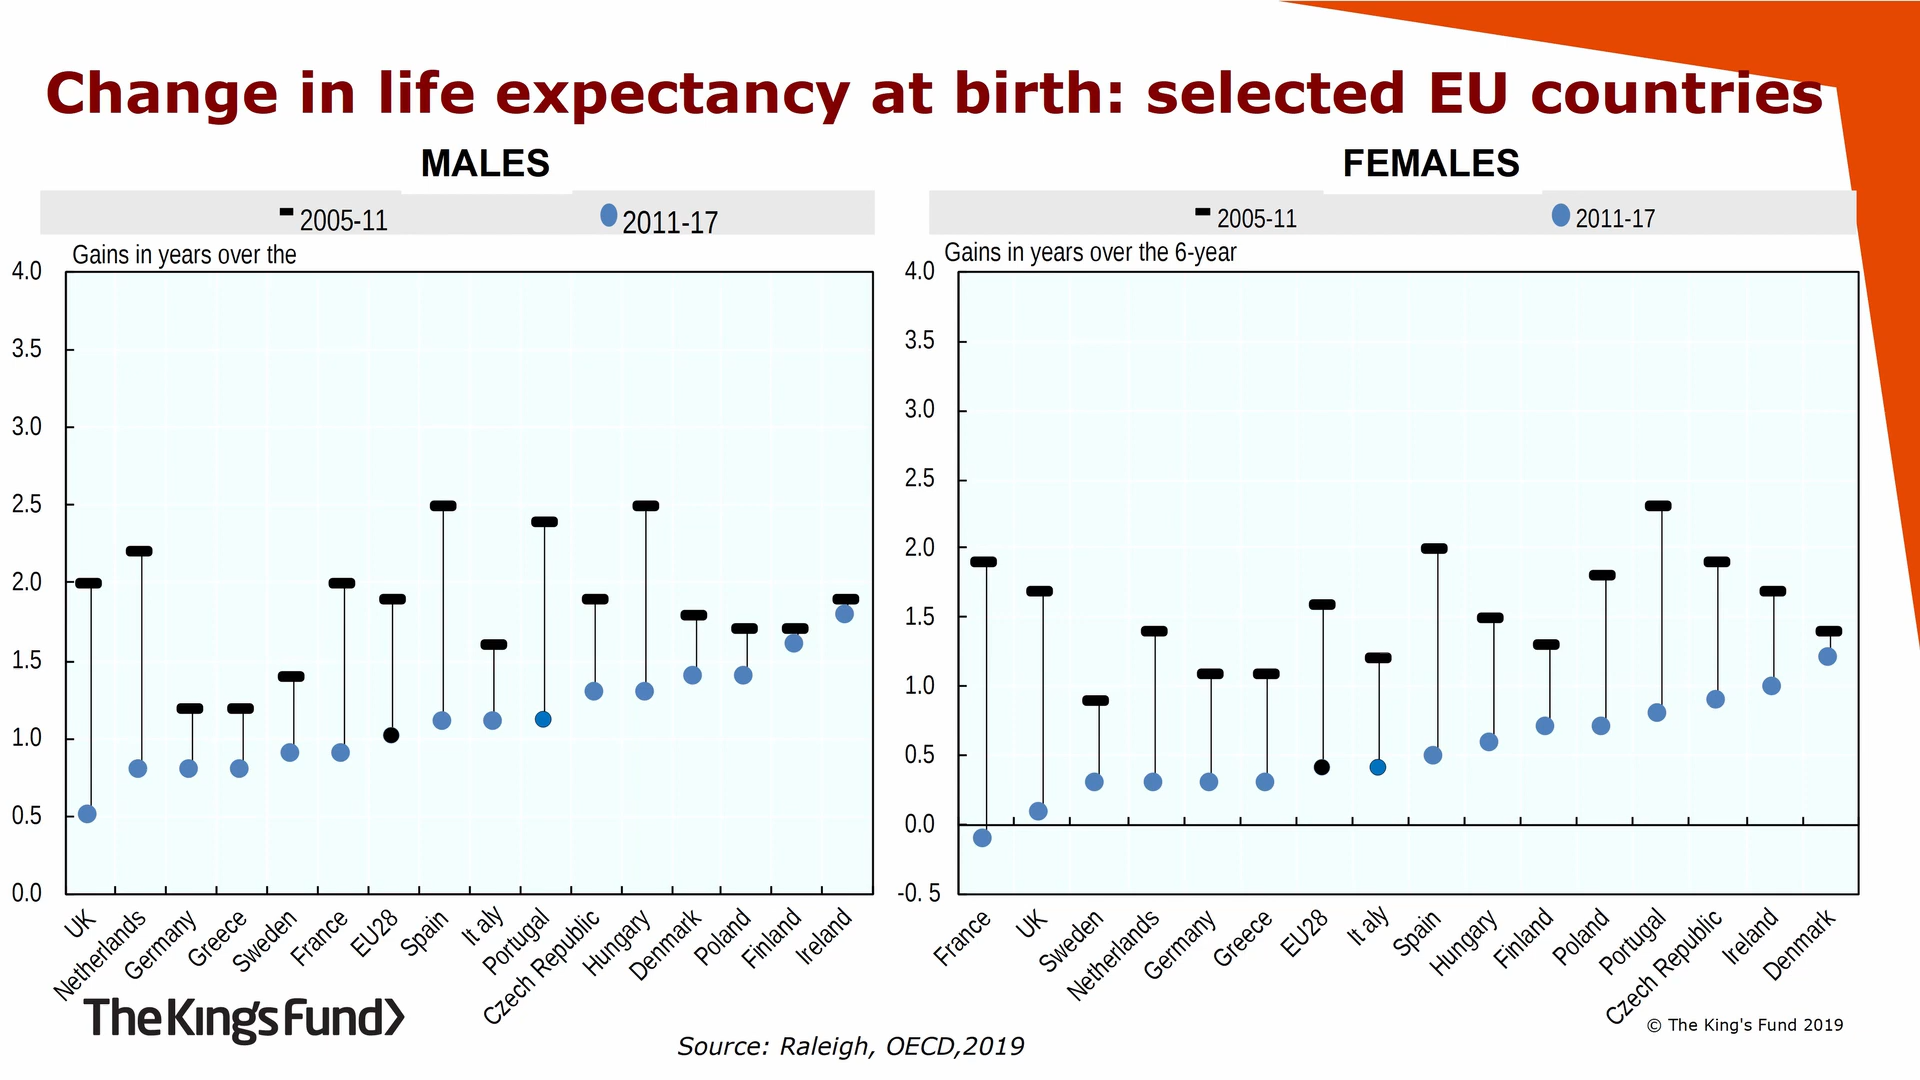 Change in life expectancy at birth: selected EU countries
MALES
2005-11
2011-17
Gains in years over the
4.0
3.5
3.0
2.5
2.0
1.5
1.0
0.5
0.0
UK
Netherlands
Germany
Greece
Sweden
France
EU28
Spain
It aly
Portugal
Czech Republic
Hungary
Denmark
Poland
Finland
Ireland
FEMALES
2005-11
2011-17
Gains in years over the 6-year
4.0
3.5
3.0
2.5
2.0
1.5
1.0
0.5
0.0
-0. 5
France
UK
Sweden
Netherlands
Germany
Greece
EU28
It aly
Spain
Hungary
Finland
Poland
Portugal
Czech Republic
Ireland
Denmark
TheKing'sFund>
Source: Raleigh, OECD,2019
© The King's Fund 2019